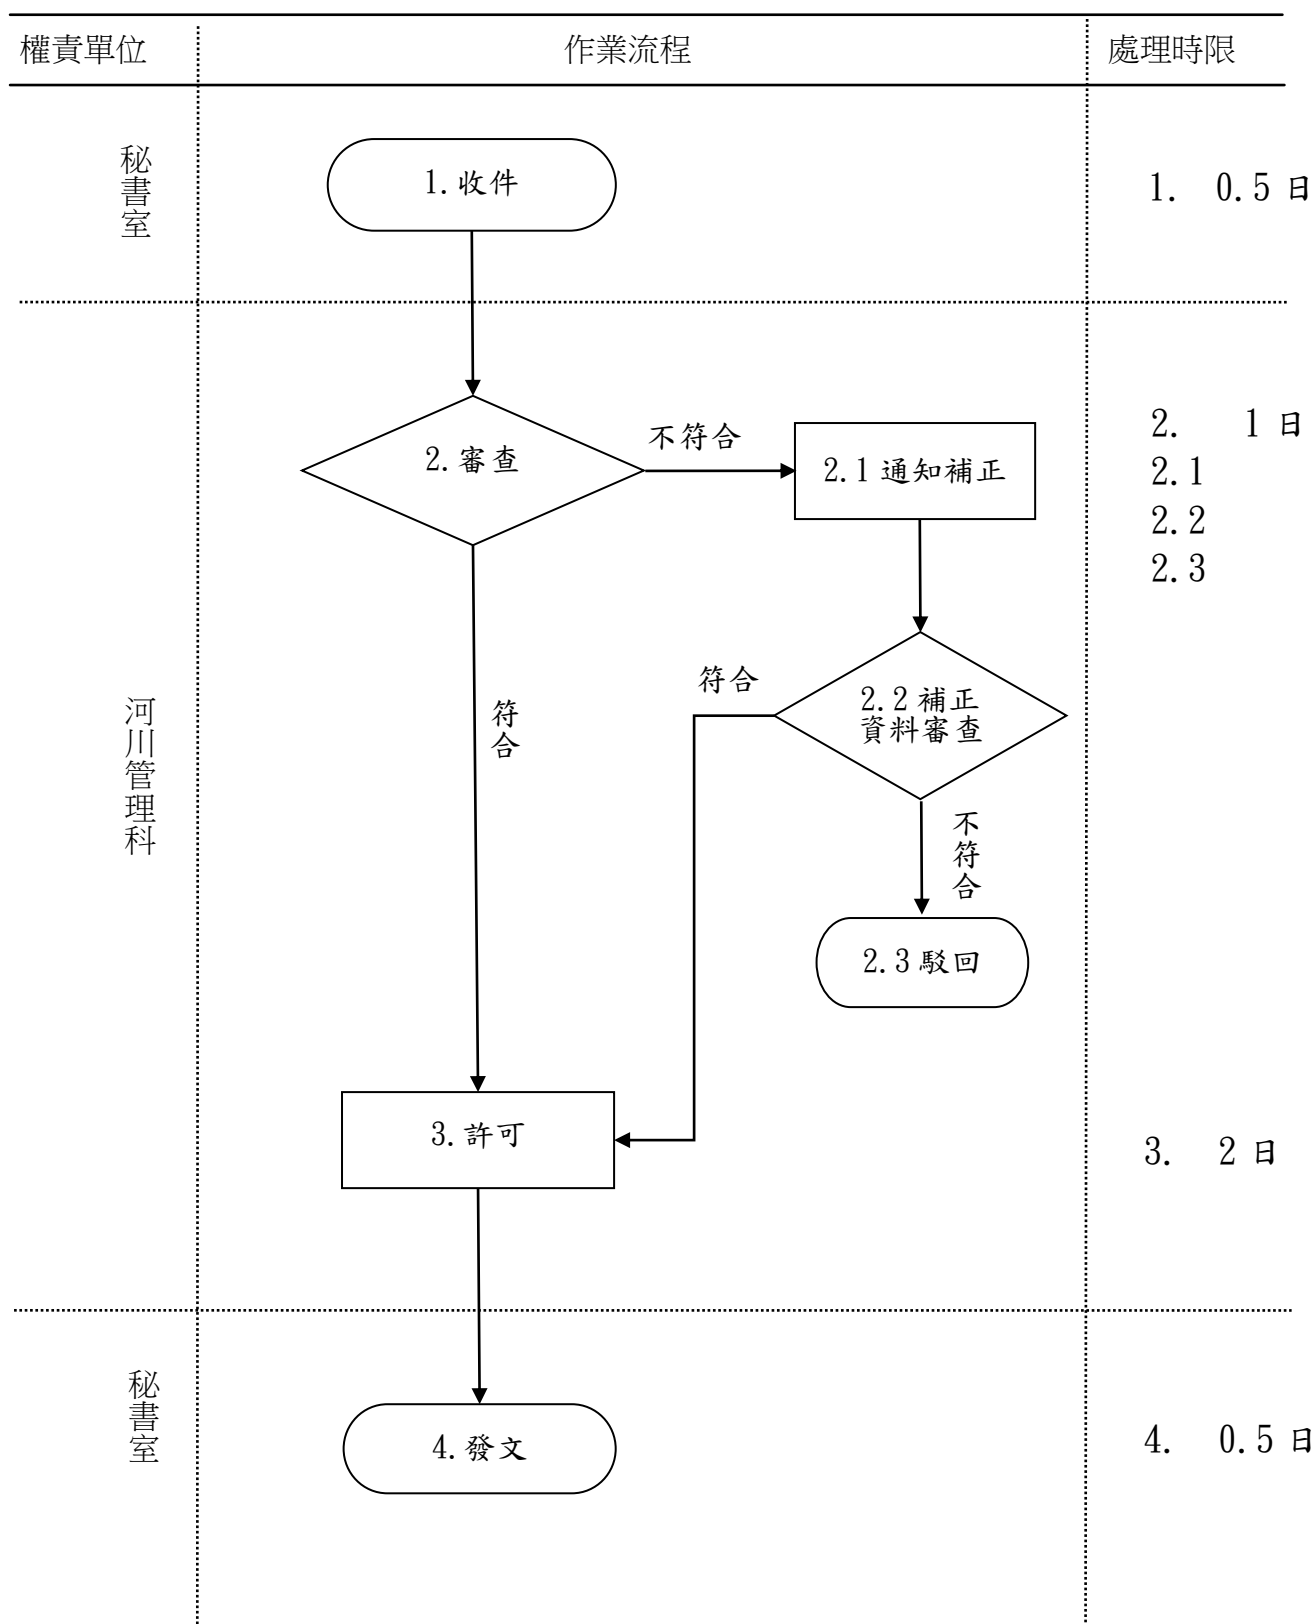 權責單位
作業流程
處理時限
秘書室
1.收件
1. 0.5日
河川管理科
2.審查
不符合
2.1通知補正
2. 1日
2.1
2.2
2.3
符合
符合
2.2補正
資料審查
不符合
2.3駁回
3.許可
3. 2日
秘書室
4.發文
4. 0.5日